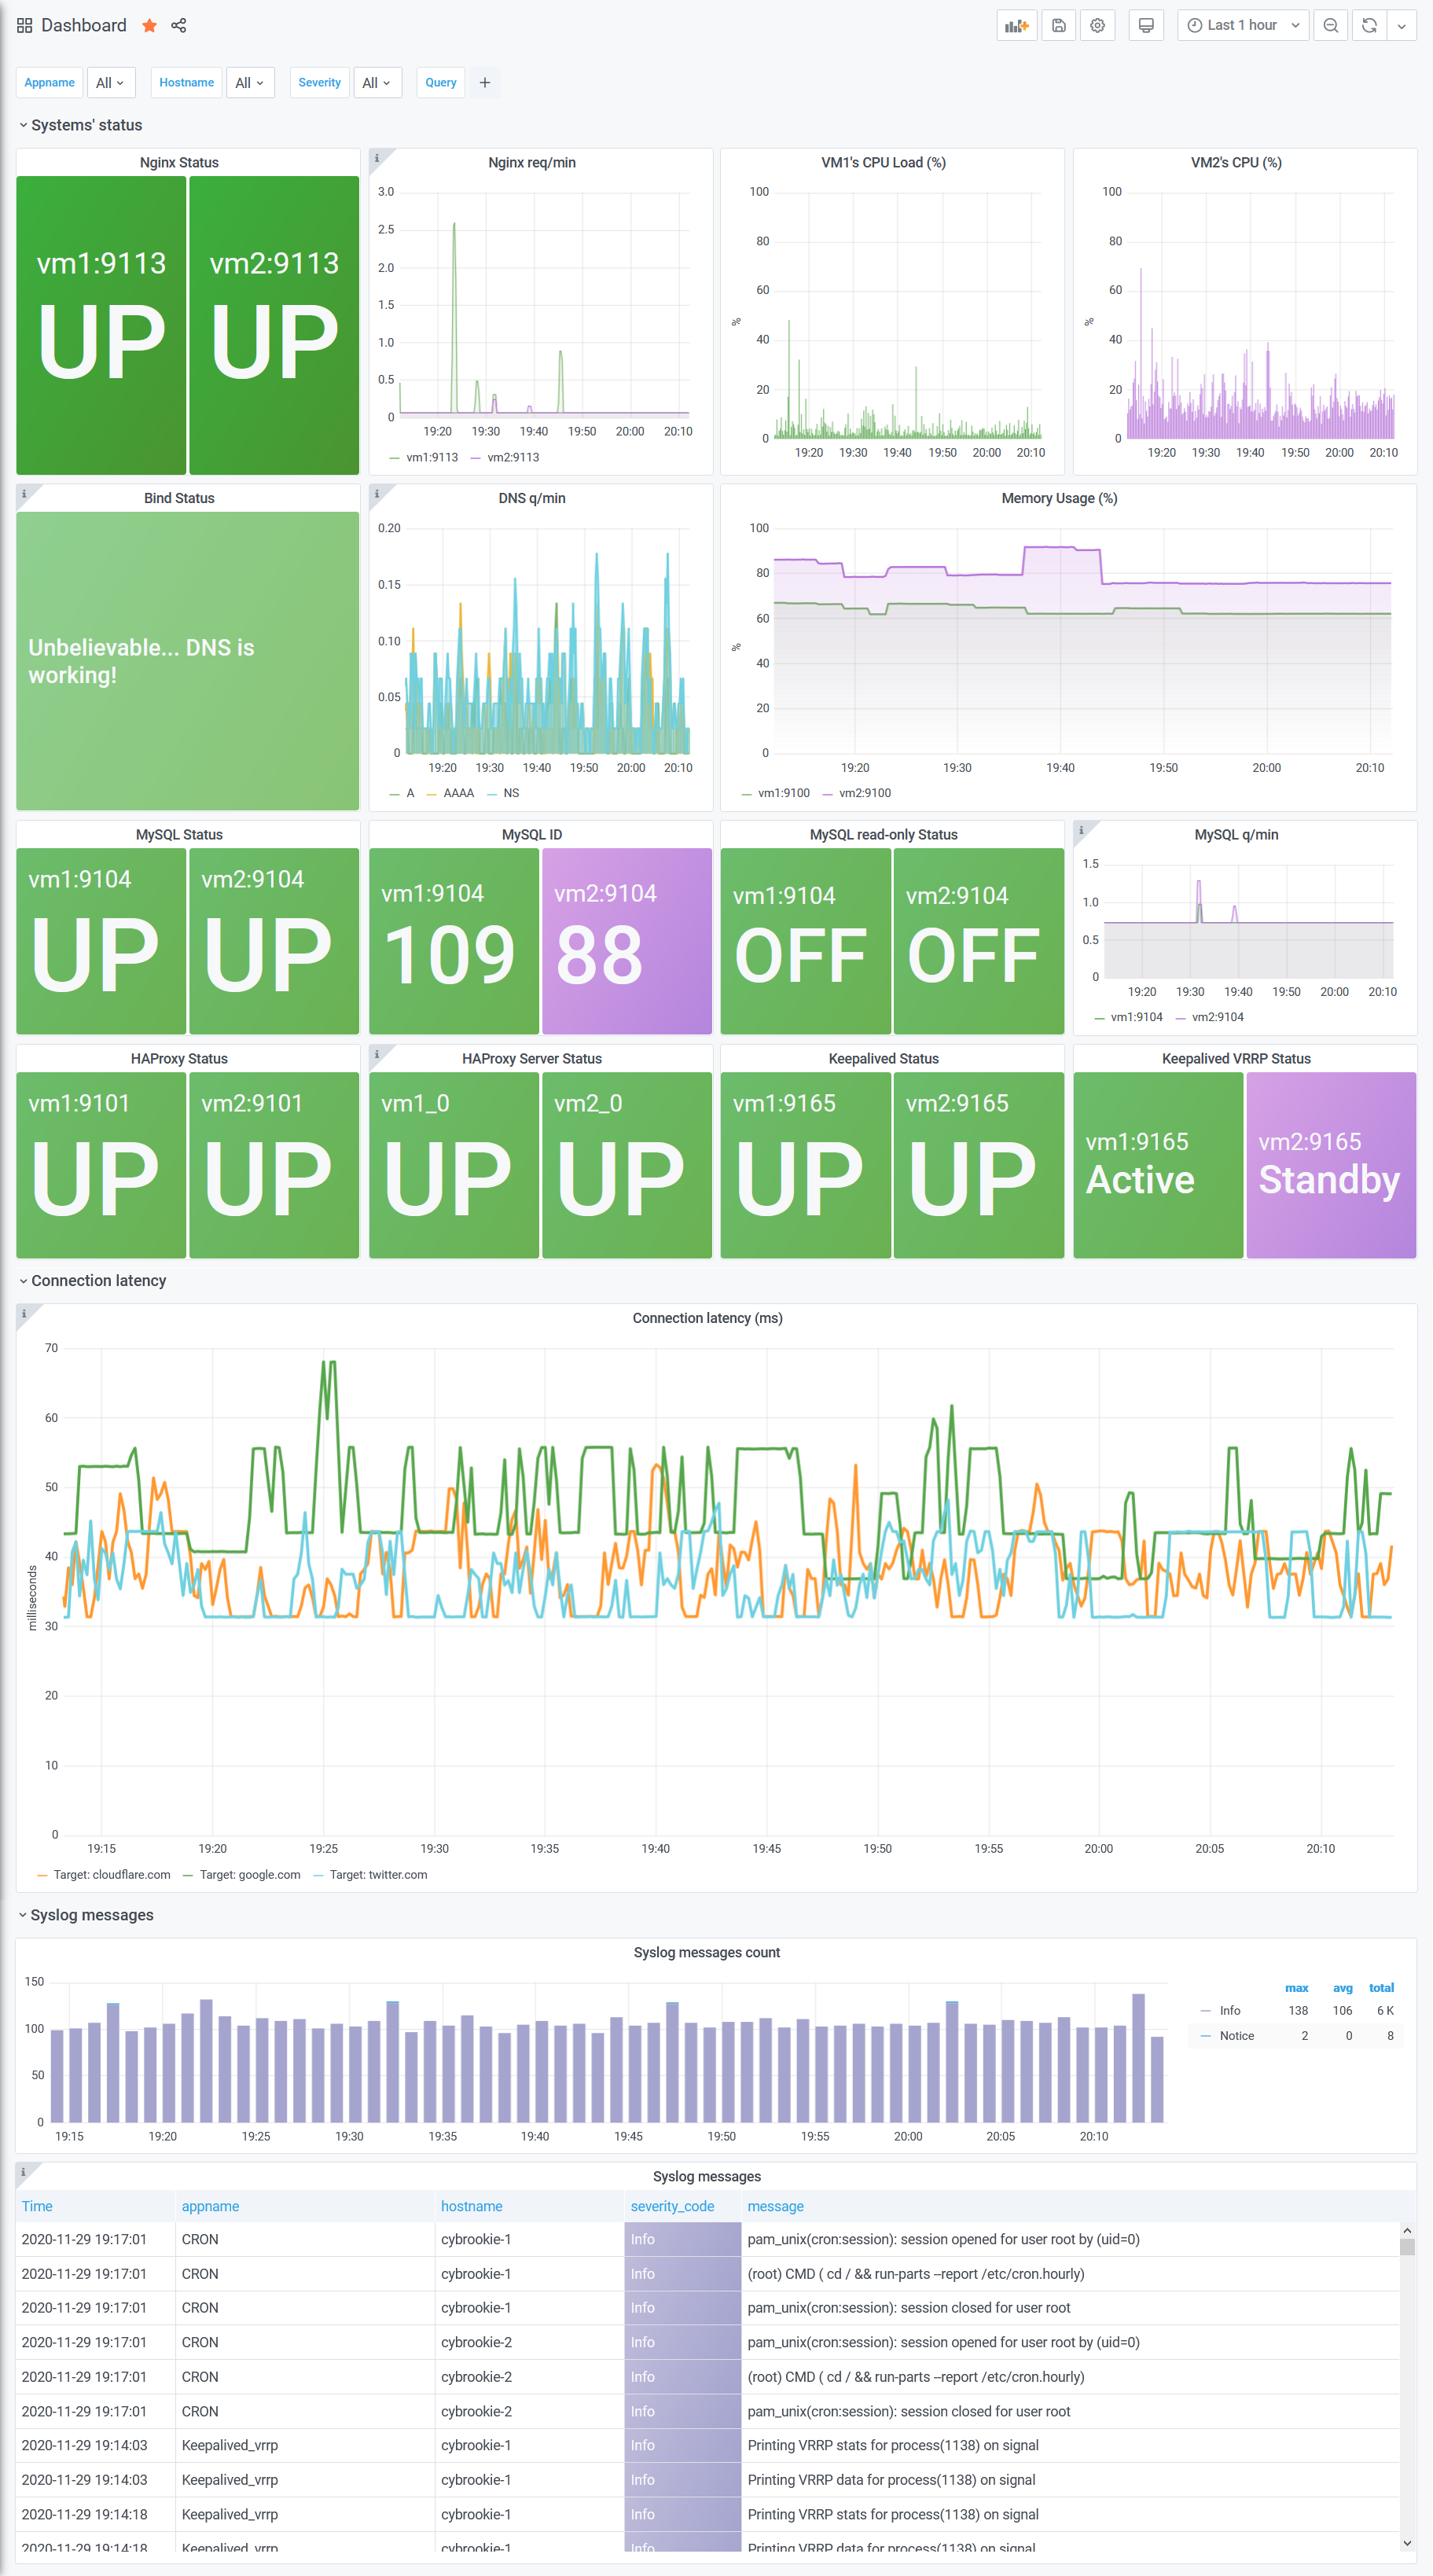 Dashboard
Last 1 hour
Appname All Hostname All Severity All Query +
Systems' status
Nginx Status
vm1:9113
UP
vm2:9113
UP
Nginx req/min
3.0
2.5
2.0
1.5
1.0
0.5
0
19:20 19:30 19:40 19:50 20:00 20:10
vm1:9113 vm2:9113
VM1's CPU Load (%)
100
80
60
40
20
0
%
19:20 19:30 19:40 19:50 20:00 20:10
VM2's CPU (%)
100
80
60
40
20
0
%
19:20 19:30 19:40 19:50 20:00 20:10
Bind Status
Unbelievable... DNS is
working!
DNS q/min
0.20
0.15
0.10
0.05
0
19:20 19:30 19:40 19:50 20:00 20:10
A AAAA NS
Memory Usage (%)
100
80
60
40
20
0
%
19:20 19:30 19:40 19:50 20:00 20:10
vm1:9100 vm2:9100
MySQL Status
vm1:9104
UP
vm2:9104
UP
MySQL ID
vm1:9104
109
vm2:9104
88
MySQL read-only Status
vm1:9104
OFF
vm2:9104
OFF
MySQL q/min
1.5
1.0
0.5
0
19:20 19:30 19:40 19:50 20:00 20:10
vm1:9104 vm2:9104
HAProxy Status
vm1:9101
UP
vm2:9101
UP
HAProxy Server Status
vm1_0
UP
vm2_0
UP
Keepalived Status
vm1:9165
UP
vm2:9165
UP
Keepalived VRRP Status
vm1:9165
Active
vm2:9165
Standby
Connection latency
Connection latency (ms)
70
60
50
40
30
20
10
0
milliseconds
19:15 19:20 19:25 19:30 19:35 19:40 19:45 19:50 19:55 20:00 20:05 20:10
Target: cloudflare.com Target: google.com Target: twitter.com
Syslog messages
Syslog messages count
150
100
50
0
19:15 19:20 19:25 19:30 19:35 19:40 19:45 19:50 19:55 20:00 20:05 20:10
max avg total
Info 138 106 6 K
Notice 2 0 8
Syslog messages
Time appname hostname severity_code message
2020-11-29 19:17:01 CRON cybrookie-1 Info pam_unix(cron:session): session opened for user root by (uid=0)
2020-11-29 19:17:01 CRON cybrookie-1 Info (root) CMD ( cd / && run-parts --report /etc/cron.hourly)
2020-11-29 19:17:01 CRON cybrookie-1 Info pam_unix(cron:session): session closed for user root
2020-11-29 19:17:01 CRON cybrookie-2 Info pam_unix(cron:session): session opened for user root by (uid=0)
2020-11-29 19:17:01 CRON cybrookie-2 Info (root) CMD ( cd / && run-parts --report /etc/cron.hourly)
2020-11-29 19:17:01 CRON cybrookie-2 Info pam_unix(cron:session): session closed for user root
2020-11-29 19:14:03 Keepalived_vrrp cybrookie-1 Info Printing VRRP stats for process(1138) on signal
2020-11-29 19:14:03 Keepalived_vrrp cybrookie-1 Info Printing VRRP data for process(1138) on signal
2020-11-29 19:14:18 Keepalived_vrrp cybrookie-1 Info Printing VRRP stats for process(1138) on signal
2020-11-29 19:14:18 Keepalived_vrrp cybrookie-1 Info Printing VRRP data for process(1138) on signal